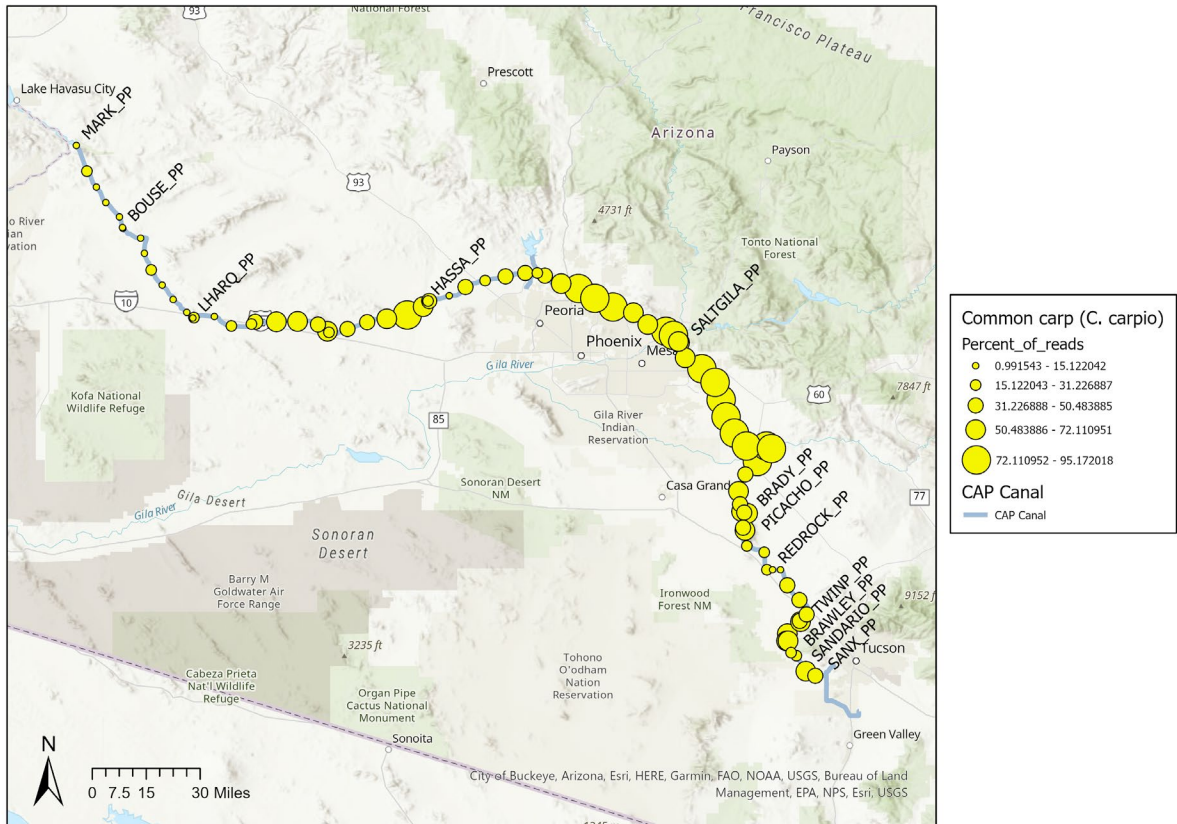 93
National Forest
Francisco Plateau
Lake Havasu City
MARK_PP
Prescott
Arizona
Payson
BOUSE_PP
93
4731 ft
Tonto National
Forest
LHARQ_PP
HASSA_PP
SALTGILA_PP
10
Peoria
Phoenix
Mesa
Gila River
Kofa National
Wildlife Refuge
60
7847 ft
85
Gila River
Indian
Reservation
Sonoran Desert
NM
Casa Grand
BRADY_PP
PICACHO_PP
REDROCK_PP
77
Gila River
Gila Desert
Sonoran
Desert
Barry M
Goldwater Air
Force Range
Ironwood
Forest NM
TWINP_PP
BRAWLEY_PP
SANDARIO_PP
SANX_PP
9152 ft
Tucson
3235 ft
Tohono
O'odham
Nation
Reservation
Cabeza Prieta
Nat'l Wildlife
Refuge
Organ Pipe
Cactus National
Monument
Sonoita
Green Valley
N
0 7.5 15 30 Miles
City of Buckeye, Arizona, Esri, HERE, Garmin, FAO, NOAA, USGS, Bureau of Land
Management, EPA, NPS, Esri, USGS
Common carp (C. carpio)
Percent_of_reads
0.991543 - 15.122042
15.122043 - 31.226887
31.226888 - 50.483885
50.483886 - 72.110951
72.110952 - 95.172018
CAP Canal
CAP Canal